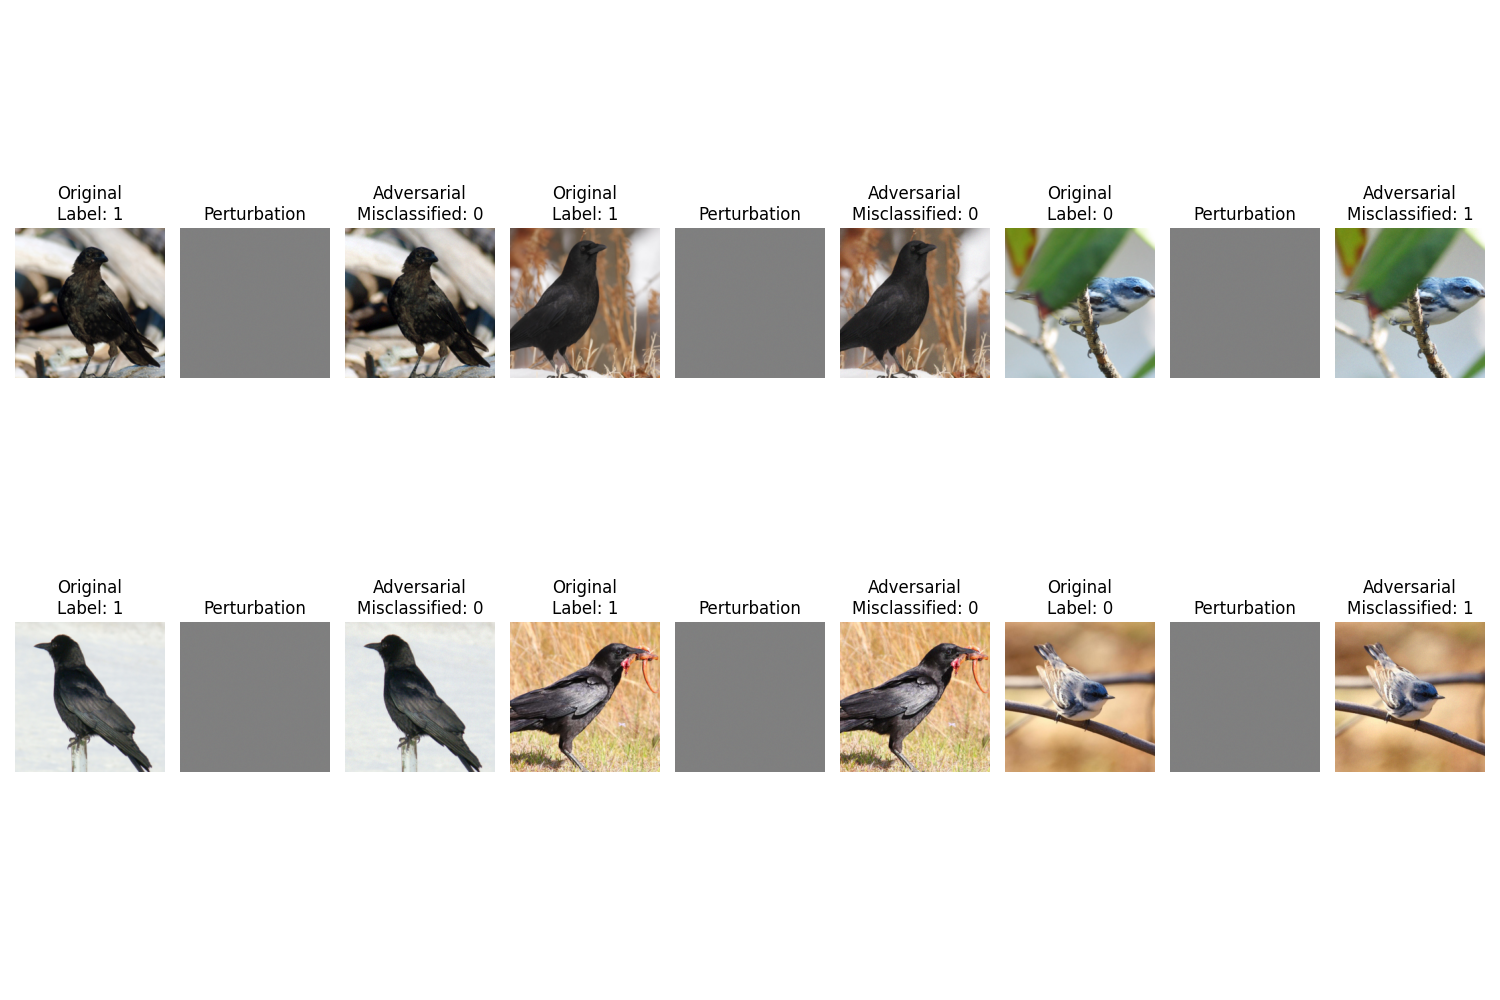 Original
Label: 1
Perturbation
Adversarial
Misclassified: 0
Original
Label: 1
Perturbation
Adversarial
Misclassified: 0
Original
Label: 0
Perturbation
Adversarial
Misclassified: 1
Original
Label: 1
Perturbation
Adversarial
Misclassified: 0
Original
Label: 1
Perturbation
Adversarial
Misclassified: 0
Original
Label: 0
Perturbation
Adversarial
Misclassified: 1